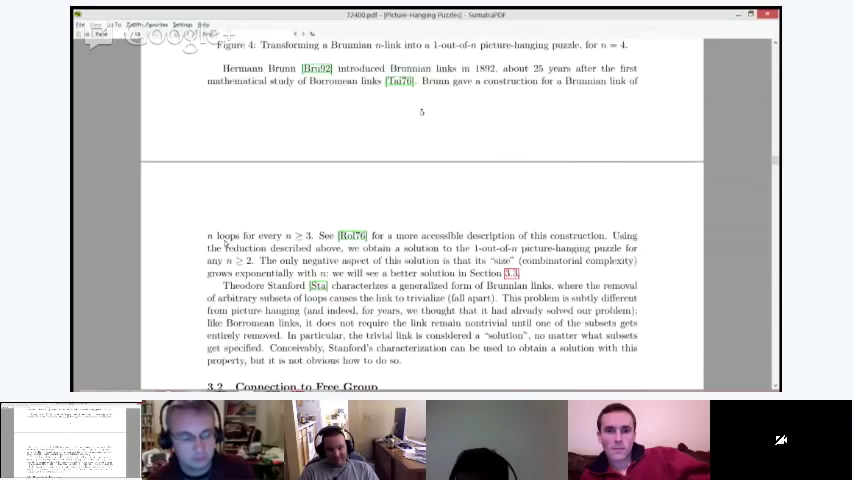 72400.pdf - [Picture-Hanging Puzzles] - SumatraPDF
File View Go To Zoom Favorites Settings Help
Google+
Figure 4: Transforming a Brunnian n-link into a 1-out-of-n picture-hanging puzzle, for n = 4.
Hermann Brunn [Bru92] introduced Brunnian links in 1892, about 25 years after the first
mathematical study of Borromean links [Tai76]. Brunn gave a construction for a Brunnian link of
5
n loops for every n ≥ 3. See [Rol76] for a more accessible description of this construction. Using
the reduction described above, we obtain a solution to the 1-out-of-n picture-hanging puzzle for
any n ≥ 2. The only negative aspect of this solution is that its “size” (combinatorial complexity)
grows exponentially with n; we will see a better solution in Section 3.3.
Theodore Stanford [Sta] characterizes a generalized form of Brunnian links, where the removal
of arbitrary subsets of loops causes the link to trivialize (fall apart). This problem is subtly different
from picture hanging (and indeed, for years, we thought that it had already solved our problem):
like Borromean links, it does not require the link remain nontrivial until one of the subsets gets
entirely removed. In particular, the trivial link is considered a “solution”, no matter what subsets
get specified. Conceivably, Stanford's characterization can be used to obtain a solution with this
property, but it is not obvious how to do so.
3.2 Connection to Free Group